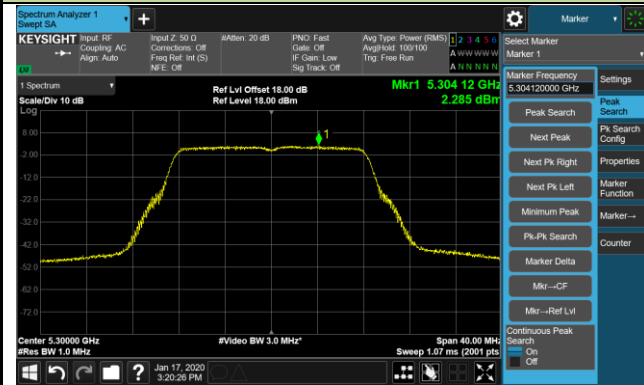 Spectrum Analyzer 1
Swept SA
Marker
KEYSIGHT
Input: RF
Coupling: AC
Align: Auto
Input Z: 50 Ω
Corrections: Off
Freq Ref: Int (S)
NFE: Off
#Atten: 20 dB
PNO: Fast
Gate: Off
IF Gain: Low
Sig Track: Off
Avg Type: Power (RMS)
Avg|Hold: 100/100
Trig: Free Run
1 2 3 4 5 6
A W W W W W
A N N N N N
LXI
Select Marker
Marker 1
1 Spectrum
Scale/Div 10 dB
Log
Ref Lvl Offset 18.00 dB
Ref Level 18.00 dBm
Mkr1 5.304 12 GHz
2.285 dBm
1
8.00
-2.00
-12.0
-22.0
-32.0
-42.0
-52.0
-62.0
-72.0
Center 5.30000 GHz
#Res BW 1.0 MHz
#Video BW 3.0 MHz*
Span 40.00 MHz
Sweep 1.07 ms (2001 pts)
Marker Frequency
5.304120000 GHz
Peak Search
Next Peak
Next Pk Right
Next Pk Left
Minimum Peak
Pk-Pk Search
Marker Delta
Mkr→CF
Mkr→Ref Lvl
Continuous Peak
Search
On
Off
Settings
Peak
Search
Pk Search
Config
Properties
Marker
Function
Marker→
Counter
Jan 17, 2020
3:20:26 PM